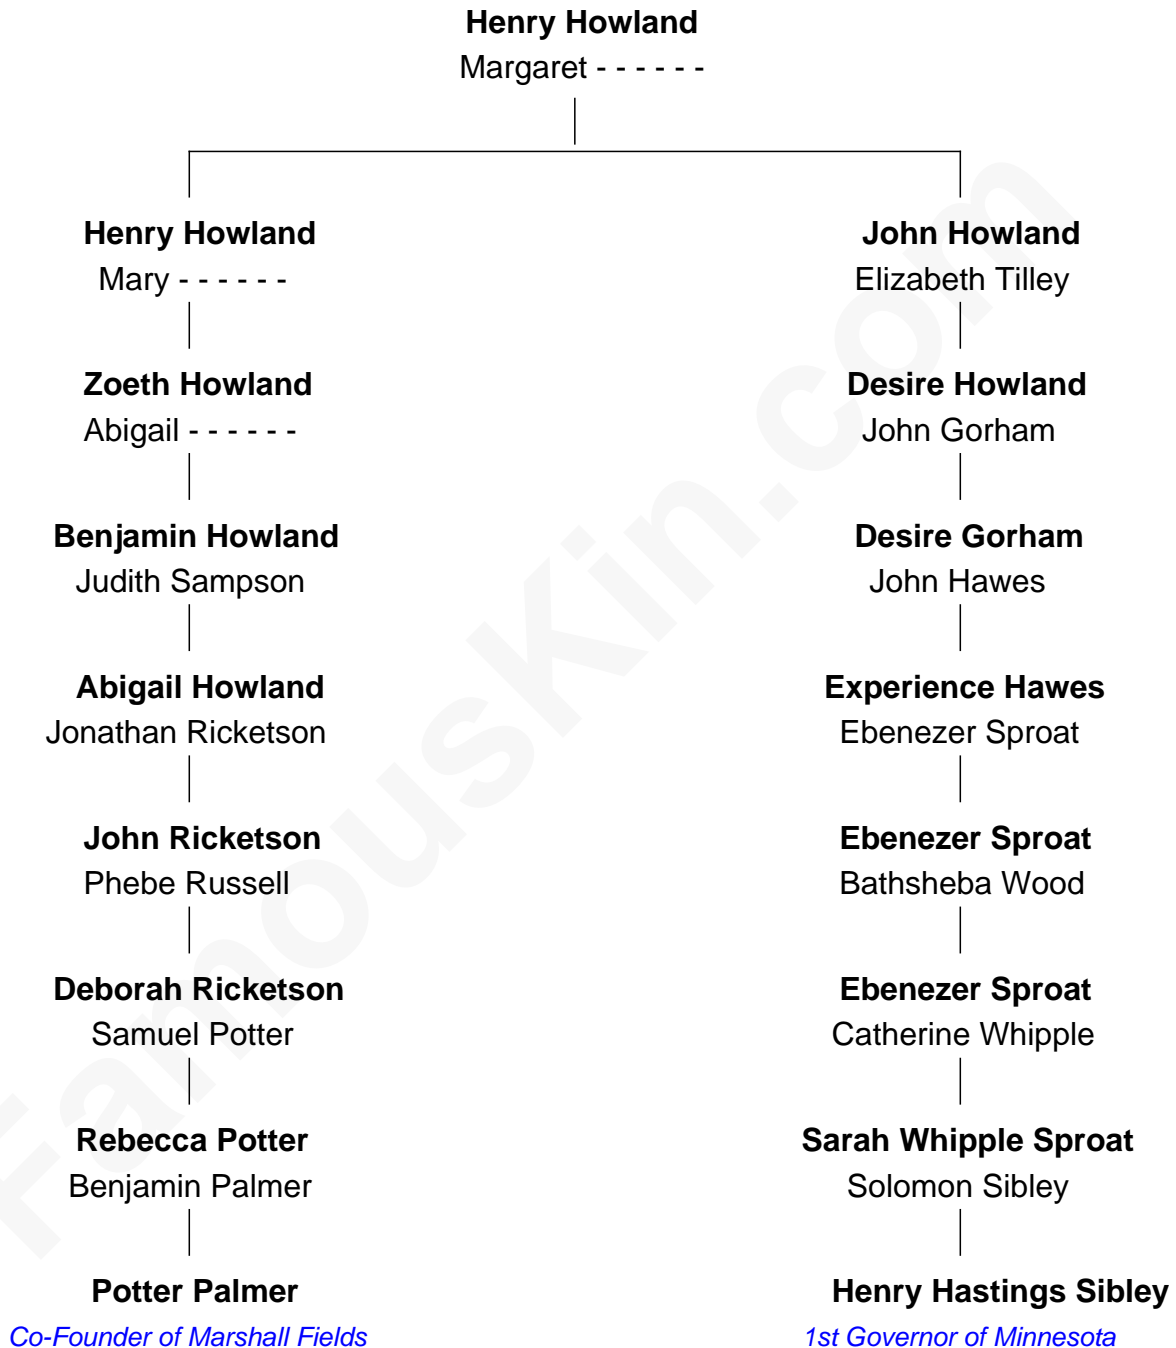 Henry Howland
Margaret - - - - - -
Henry Howland
Mary - - - - - -
John Howland
Elizabeth Tilley
Zoeth Howland
Abigail - - - - - -
Desire Howland
John Gorham
Benjamin Howland
Judith Sampson
Desire Gorham
John Hawes
Abigail Howland
Jonathan Ricketson
Experience Hawes
Ebenezer Sproat
John Ricketson
Phebe Russell
Ebenezer Sproat
Bathsheba Wood
Deborah Ricketson
Samuel Potter
Ebenezer Sproat
Catherine Whipple
Rebecca Potter
Benjamin Palmer
Sarah Whipple Sproat
Solomon Sibley
Potter Palmer
Co-Founder of Marshall Fields
Henry Hastings Sibley
1st Governor of Minnesota
FamousKin.com